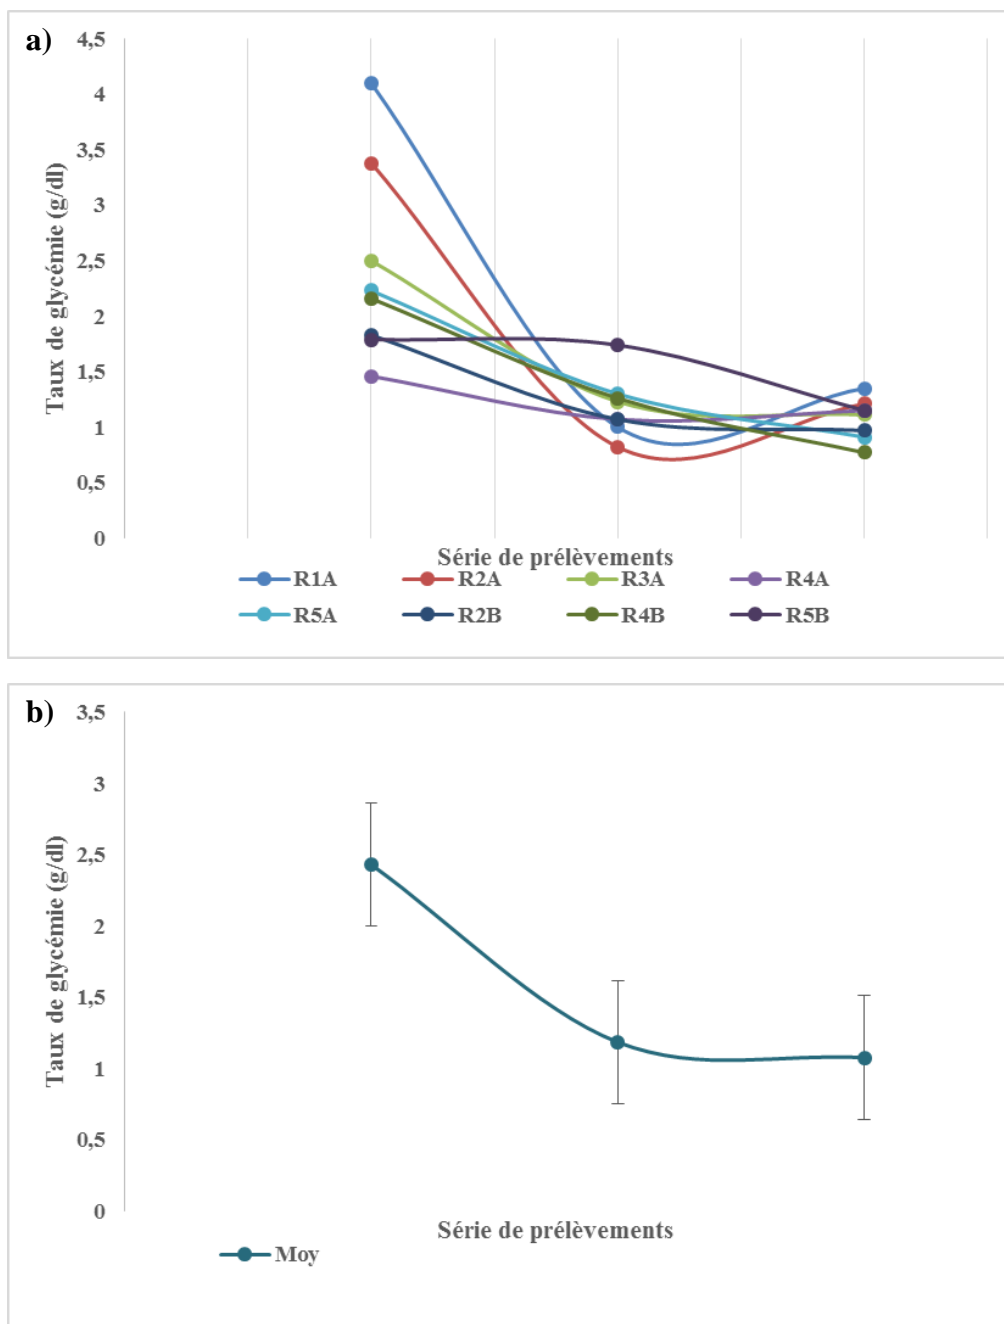 a)
4,5
4
3,5
3
2,5
2
1,5
1
0,5
0
Taux de glycémie (g/dl)
Série de prélèvements
R1A R2A R3A R4A
R5A R2B R4B R5B
b)
3,5
3
2,5
2
1,5
1
0,5
0
Taux de glycémie (g/dl)
Série de prélèvements
Moy